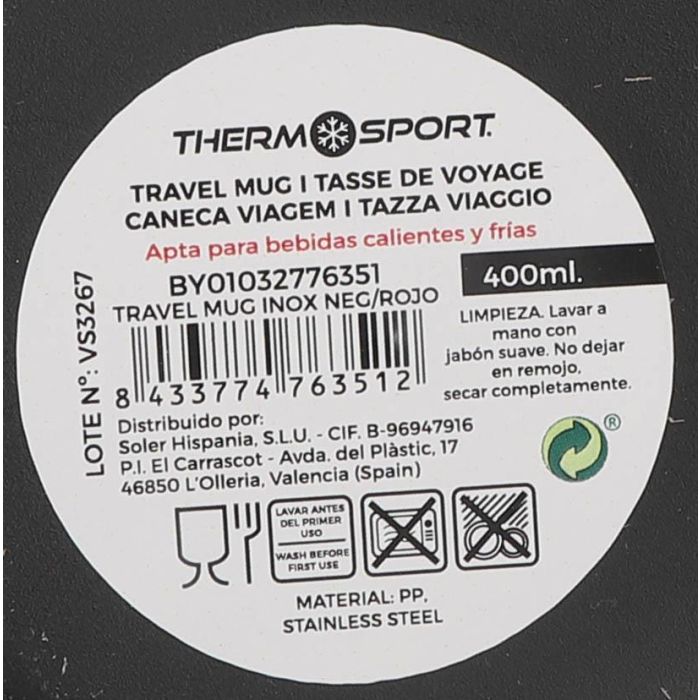 THERMOSPORT.
TRAVEL MUG I TASSE DE VOYAGE
CANECA VIAGEM I TAZZA VIAGGIO
Apta para bebidas calientes y frías
BY01032776351
TRAVEL MUG INOX NEG/ROJO
400ml.
LIMPIEZA. Lavar a
mano con
jabón suave. No dejar
en remojo,
secar completamente.
LOTE Nº: VS3267
8 433774 763512
Distribuido por:
Soler Hispania, S.L.U. - CIF. B-96947916
P.I. El Carrascot - Avda. del Plàstic, 17
46850 L'Olleria, Valencia (Spain)
®
LAVAR ANTES
DEL PRIMER
USO
WASH BEFORE
FIRST USE
MATERIAL: PP,
STAINLESS STEEL